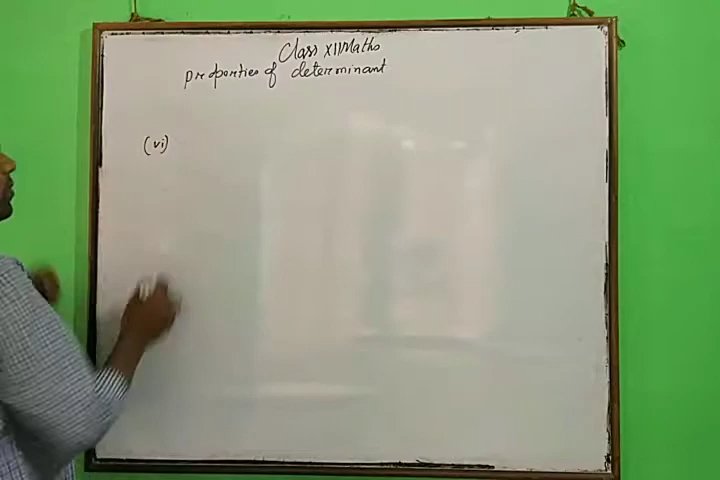 Class XII Maths
properties of determinant
(vi)